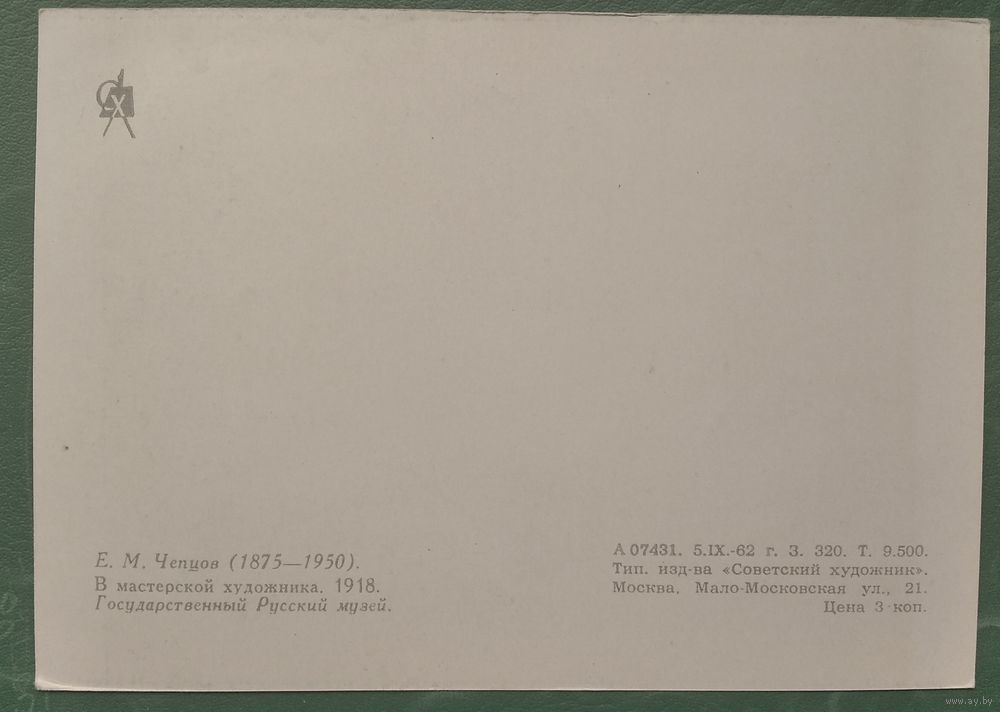 СХ
Е. М. Чепцов (1875—1950).
В мастерской художника. 1918.
Государственный Русский музей.
А 07431. 5.IX.-62 г. З. 320. Т. 9.500.
Тип. изд-ва «Советский художник».
Москва, Мало-Московская ул., 21.
Цена 3 коп.
www.ay.by